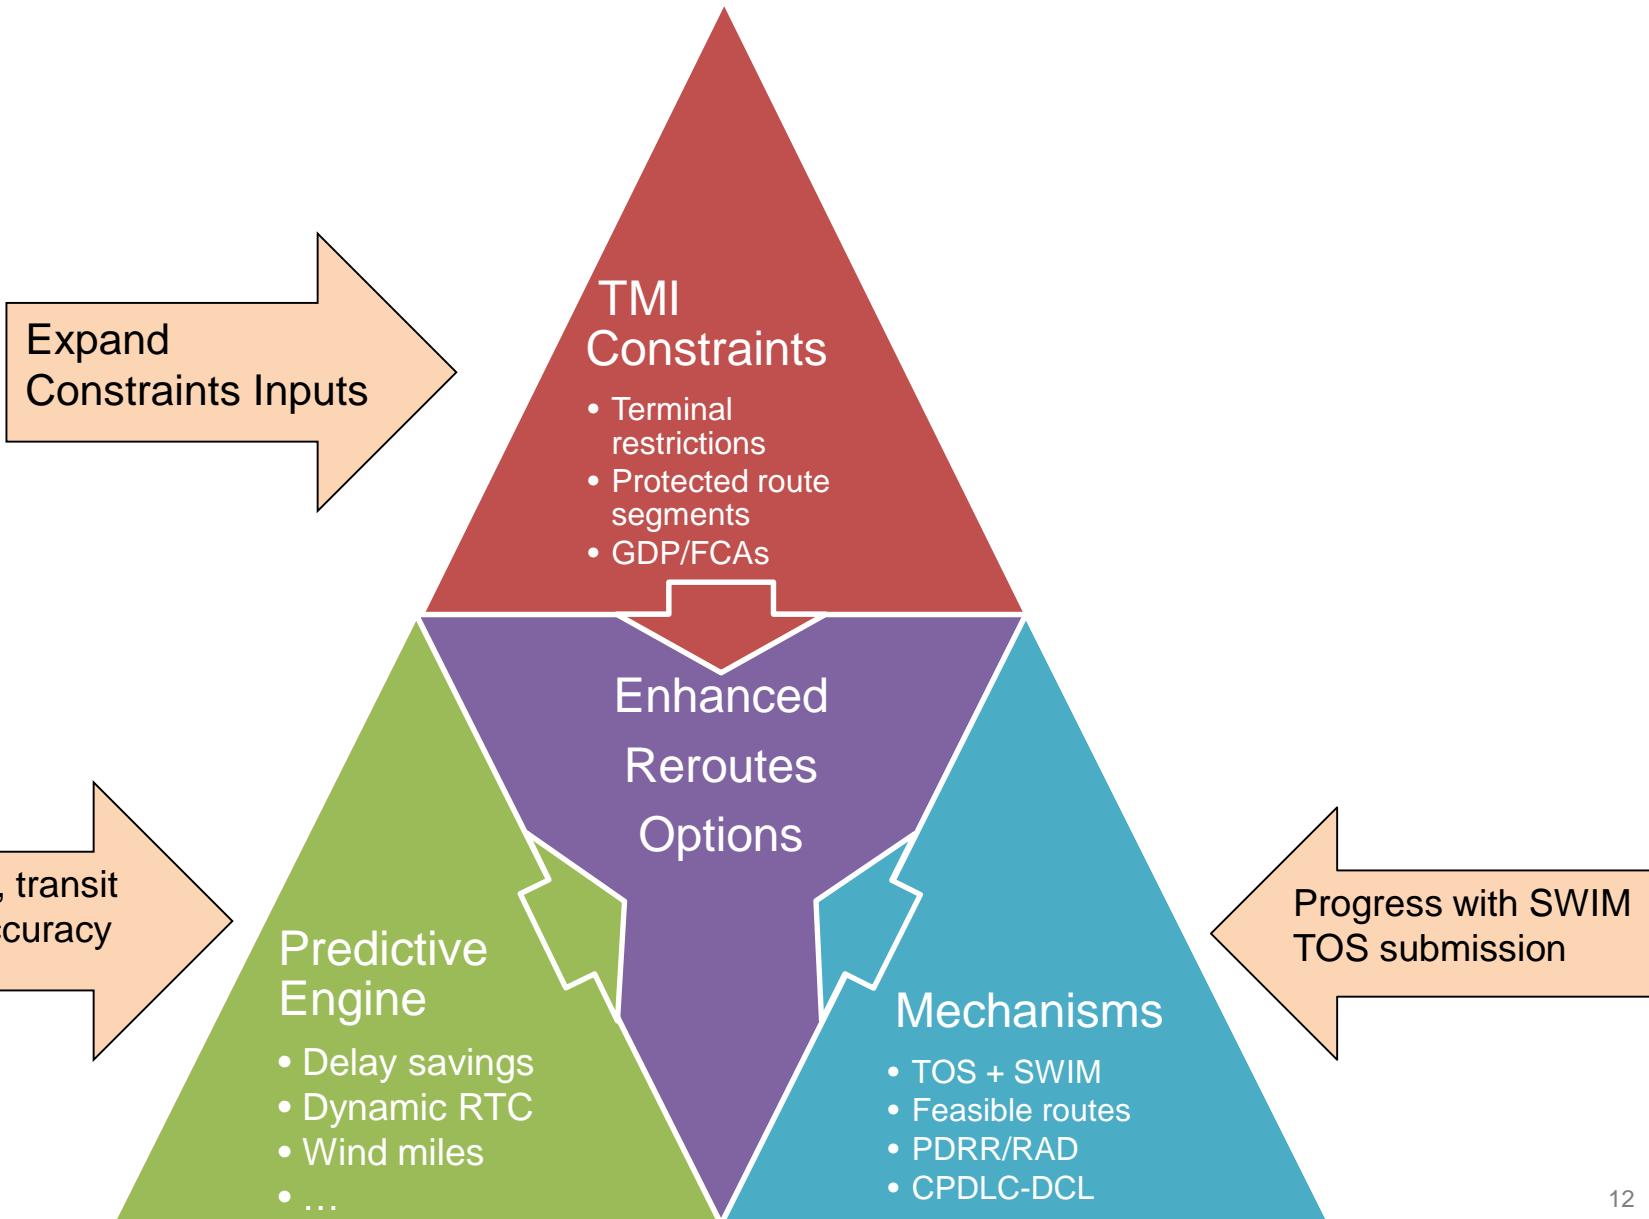 TMI
Constraints
• Terminal
restrictions
• Protected route
segments
• GDP/FCAs
Expand
Constraints Inputs
Enhanced
Reroutes
Options
, transit
Predictive
Engine
• Delay savings
• Dynamic RTC
• Wind miles
• …
Mechanisms
• TOS + SWIM
• Feasible routes
• PDRR/RAD
• CPDLC-DCL
Progress with SWIM
TOS submission
12